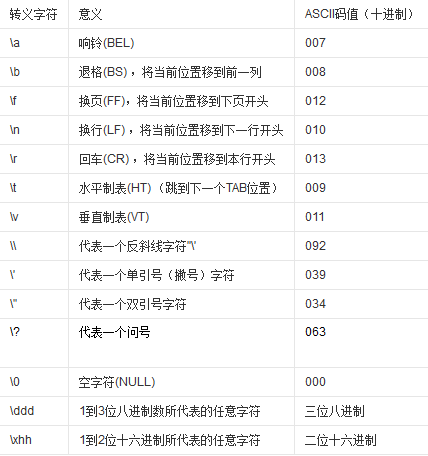 转义字符 意义 ASCII码值（十进制）
\a 响铃(BEL) 007
\b 退格(BS) ，将当前位置移到前一列 008
\f 换页(FF)，将当前位置移到下页开头 012
\n 换行(LF) ，将当前位置移到下一行开头 010
\r 回车(CR) ，将当前位置移到本行开头 013
\t 水平制表(HT) （跳到下一个TAB位置） 009
\v 垂直制表(VT) 011
\\ 代表一个反斜线字符''\' 092
\' 代表一个单引号（撇号）字符 039
\" 代表一个双引号字符 034
\? 代表一个问号 063
\0 空字符(NULL) 000
\ddd 1到3位八进制数所代表的任意字符 三位八进制
\xhh 1到2位十六进制所代表的任意字符 二位十六进制